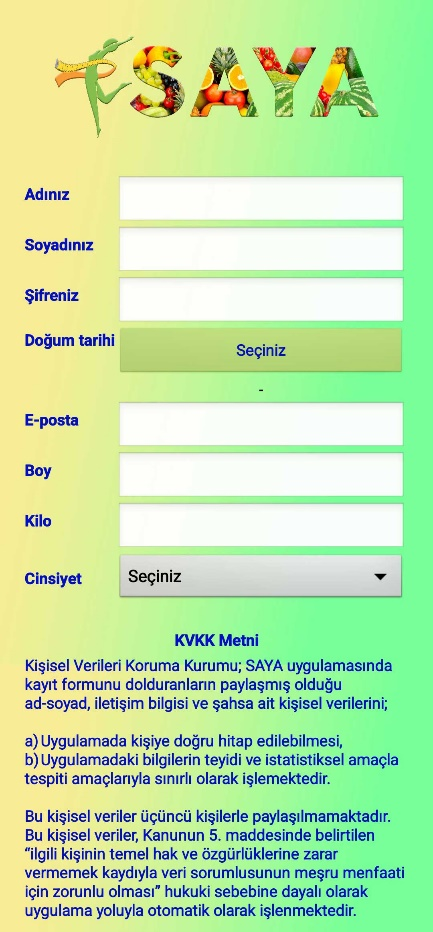 SAYA
Adınız
Soyadınız
Şifreniz
Doğum tarihi
Seçiniz
-
E-posta
Boy
Kilo
Cinsiyet
Seçiniz
KVKK Metni
Kişisel Verileri Koruma Kurumu; SAYA uygulamasında
kayıt formunu dolduranların paylaşmış olduğu
ad-soyad, iletişim bilgisi ve şahsa ait kişisel verilerini;
a) Uygulamada kişiye doğru hitap edilebilmesi,
b) Uygulamadaki bilgilerin teyidi ve istatistiksel amaçla
tespiti amaçlarıyla sınırlı olarak işlemektedir.
Bu kişisel veriler üçüncü kişilerle paylaşılmamaktadır.
Bu kişisel veriler, Kanunun 5. maddesinde belirtilen
“ilgili kişinin temel hak ve özgürlüklerine zarar
vermemek kaydıyla veri sorumlusunun meşru menfaati
için zorunlu olması” hukuki sebebine dayalı olarak
uygulama yoluyla otomatik olarak işlenmektedir.